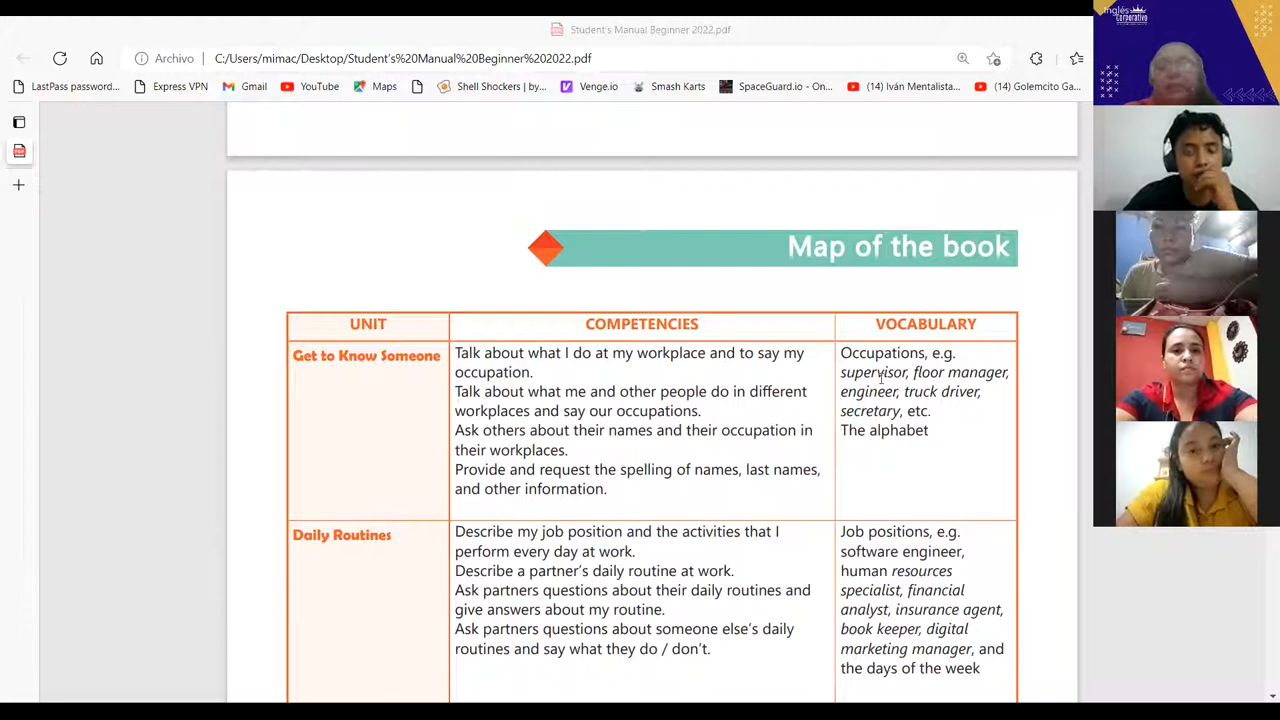 Student's Manual Beginner 2022.pdf
Archivo
C:/Users/mimac/Desktop/Student's%20Manual%20Beginner%202022.pdf
LastPass password...
Express VPN
Gmail
YouTube
Maps
Shell Shockers | by...
Venge.io
Smash Karts
SpaceGuard.io - On...
(14) Iván Mentalista...
(14) Golemcito Ga...
Inglés
Corporativo
Map of the book
UNIT
COMPETENCIES
VOCABULARY
Get to Know Someone
Talk about what I do at my workplace and to say my
occupation.
Talk about what me and other people do in different
workplaces and say our occupations.
Ask others about their names and their occupation in
their workplaces.
Provide and request the spelling of names, last names,
and other information.
Occupations, e.g.
supervisor, floor manager,
engineer, truck driver,
secretary, etc.
The alphabet
Daily Routines
Describe my job position and the activities that I
perform every day at work.
Describe a partner's daily routine at work.
Ask partners questions about their daily routines and
give answers about my routine.
Ask partners questions about someone else's daily
routines and say what they do / don't.
Job positions, e.g.
software engineer,
human resources
specialist, financial
analyst, insurance agent,
book keeper, digital
marketing manager, and
the days of the week